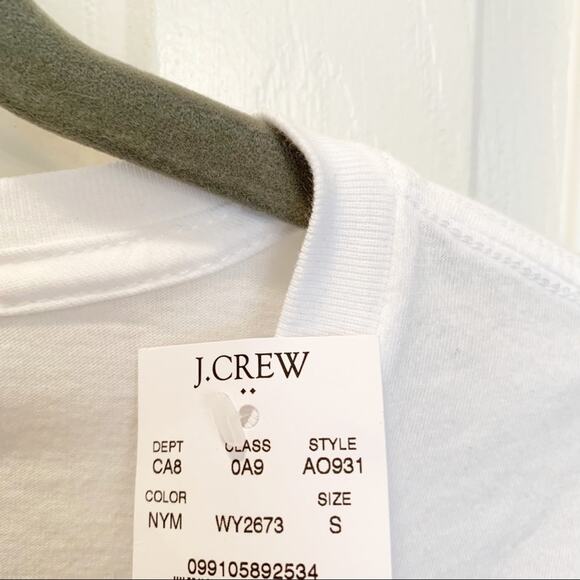 J.CREW
DEPT CLASS STYLE
CA8 0A9 AO931
COLOR SIZE
NYM WY2673 S
099105892534